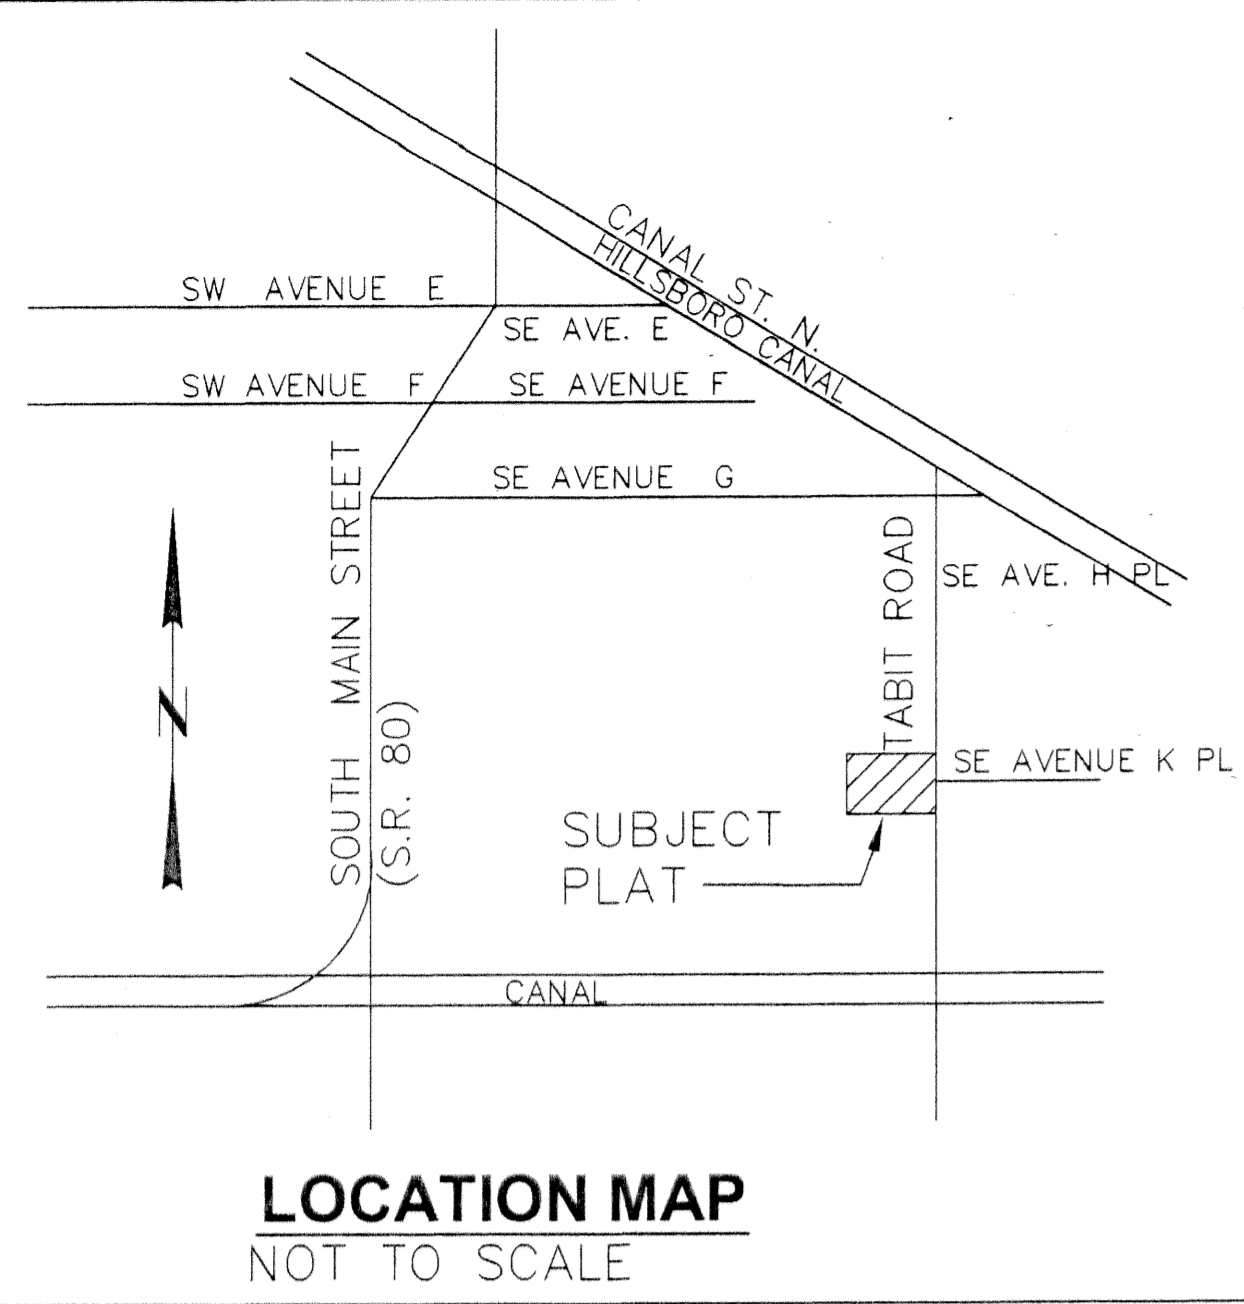 CANAL ST. N.
HILLSBORO CANAL
SW AVENUE E
SE AVE. E
SW AVENUE F
SE AVENUE F
SE AVENUE G
SOUTH MAIN STREET
(S.R. 80)
TABIT ROAD
SE AVE. H PL
N
SE AVENUE K PL
SUBJECT
PLAT
CANAL
LOCATION MAP
NOT TO SCALE